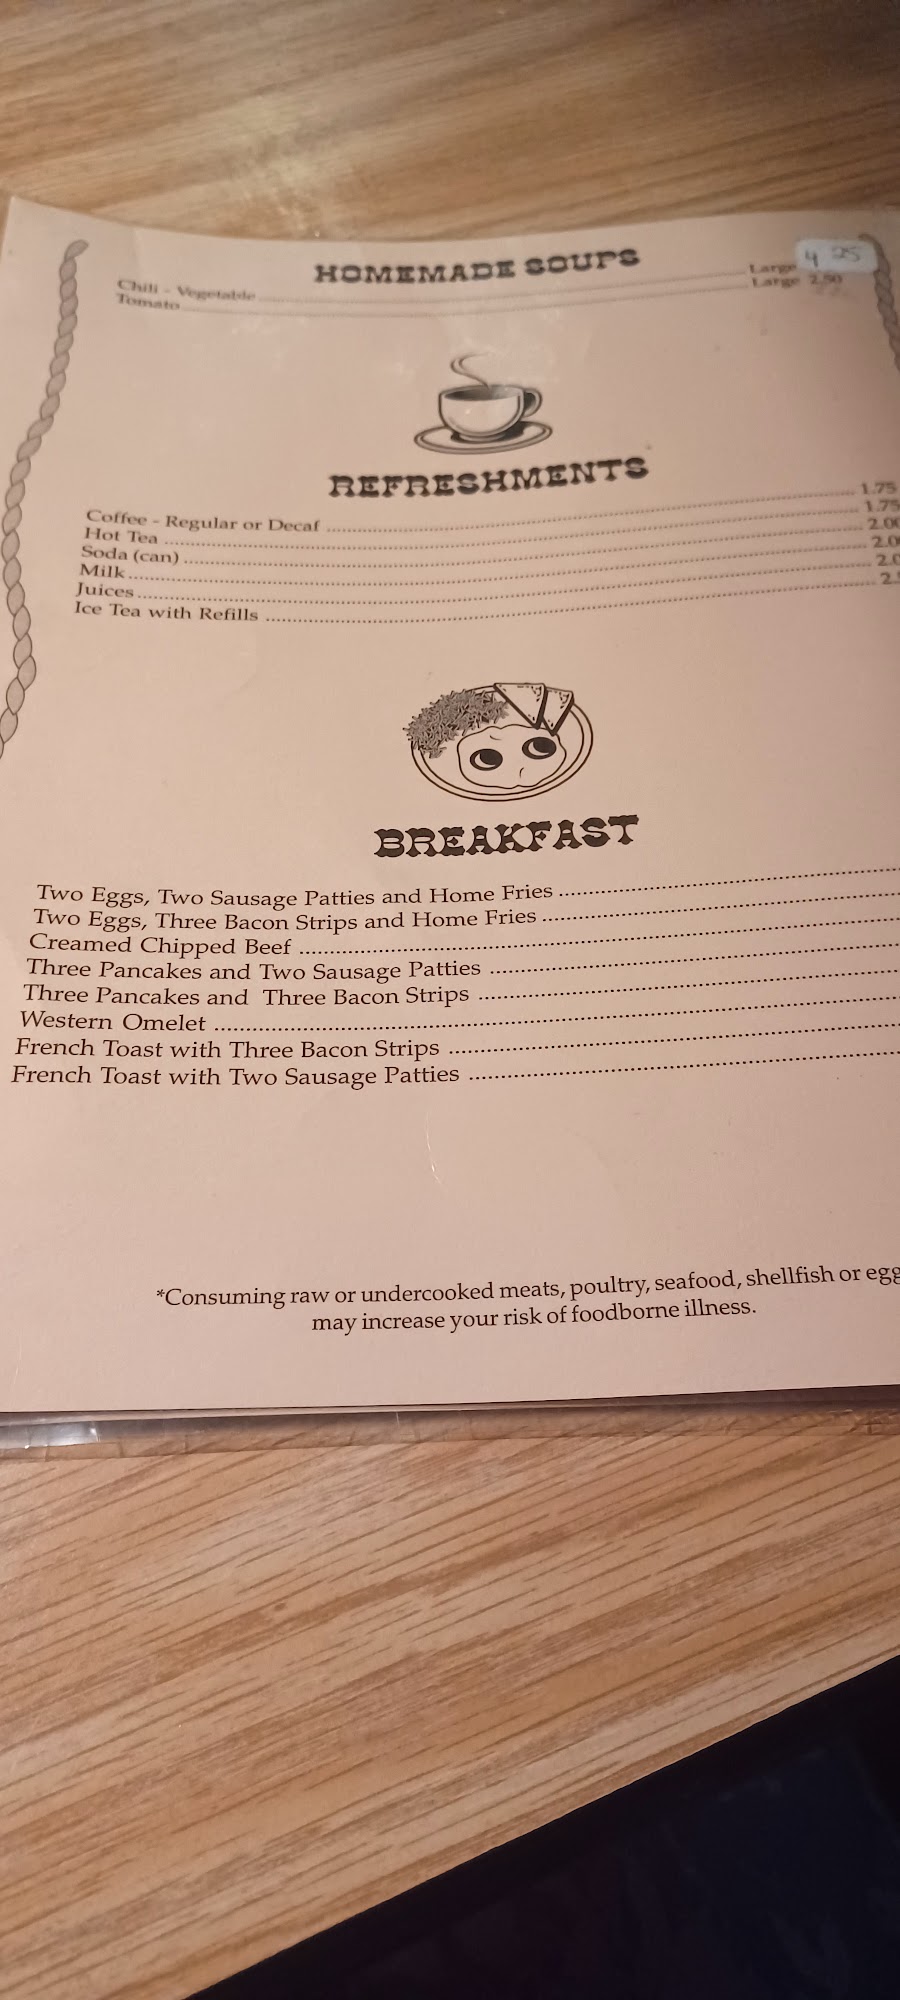 HOMEMADE SOUPS
Chili - Vegetable Large 4 25
Tomato Large 2.50
REFRESHMENTS
Coffee - Regular or Decaf 1.75
Hot Tea 1.75
Soda (can) 2.00
Milk 2.0
Juices 2.0
Ice Tea with Refills 2.
BREAKFAST
Two Eggs, Two Sausage Patties and Home Fries
Two Eggs, Three Bacon Strips and Home Fries
Creamed Chipped Beef
Three Pancakes and Two Sausage Patties
Three Pancakes and Three Bacon Strips
Western Omelet
French Toast with Three Bacon Strips
French Toast with Two Sausage Patties
*Consuming raw or undercooked meats, poultry, seafood, shellfish or egg
may increase your risk of foodborne illness.